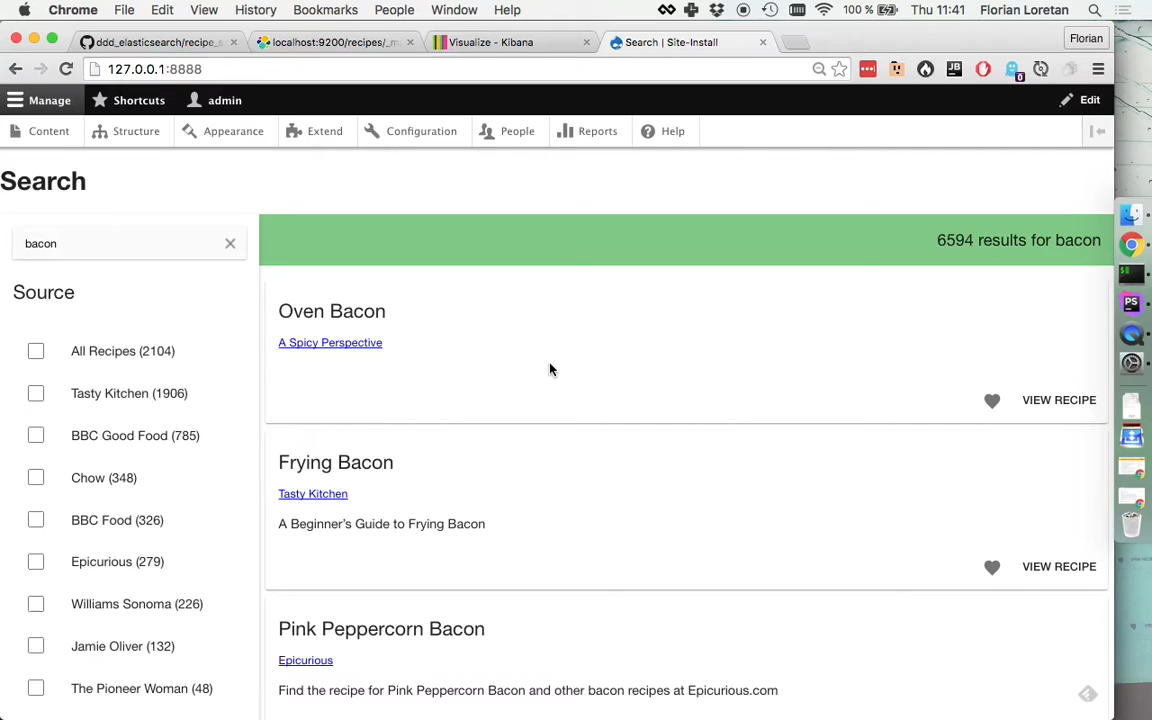 Chrome File Edit View History Bookmarks People Window Help 100 % Thu 11:41 Florian Loretan
ddd_elasticsearch/recipe_s localhost:9200/recipes/_m Visualize - Kibana Search | Site-Install Florian
127.0.0.1:8888
Manage Shortcuts admin Edit
Content Structure Appearance Extend Configuration People Reports Help
Search
bacon
6594 results for bacon
Source
All Recipes (2104)
Tasty Kitchen (1906)
BBC Good Food (785)
Chow (348)
BBC Food (326)
Epicurious (279)
Williams Sonoma (226)
Jamie Oliver (132)
The Pioneer Woman (48)
Oven Bacon
A Spicy Perspective
VIEW RECIPE
Frying Bacon
Tasty Kitchen
A Beginner's Guide to Frying Bacon
VIEW RECIPE
Pink Peppercorn Bacon
Epicurious
Find the recipe for Pink Peppercorn Bacon and other bacon recipes at Epicurious.com